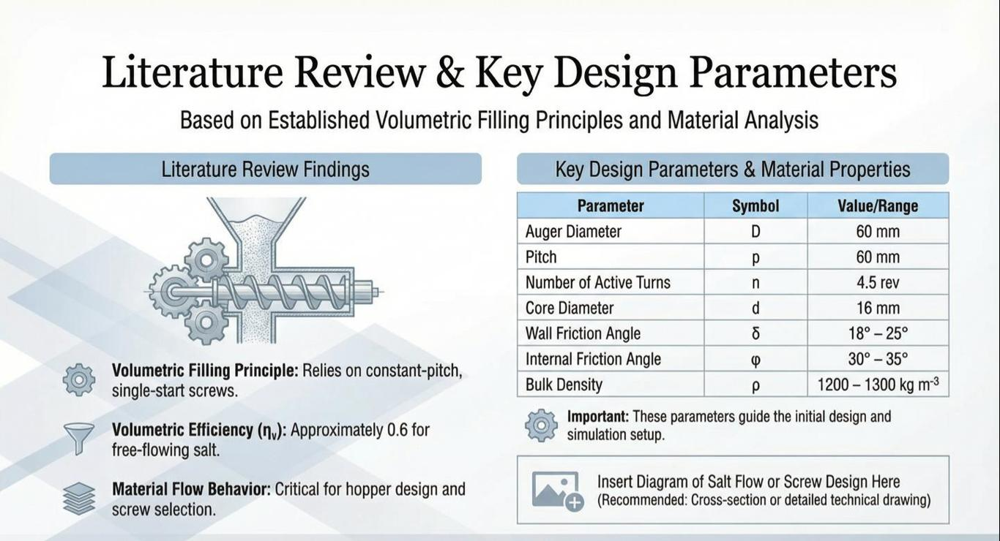 Literature Review & Key Design Parameters
Based on Established Volumetric Filling Principles and Material Analysis
Literature Review Findings
Volumetric Filling Principle: Relies on constant-pitch,
single-start screws.
Volumetric Efficiency (ηᵥ): Approximately 0.6 for
free-flowing salt.
Material Flow Behavior: Critical for hopper design and
screw selection.
Key Design Parameters & Material Properties
Parameter Symbol Value/Range
Auger Diameter D 60 mm
Pitch p 60 mm
Number of Active Turns n 4.5 rev
Core Diameter d 16 mm
Wall Friction Angle δ 18° – 25°
Internal Friction Angle φ 30° – 35°
Bulk Density ρ 1200 – 1300 kg m⁻³
Important: These parameters guide the initial design and
simulation setup.
Insert Diagram of Salt Flow or Screw Design Here
(Recommended: Cross-section or detailed technical drawing)